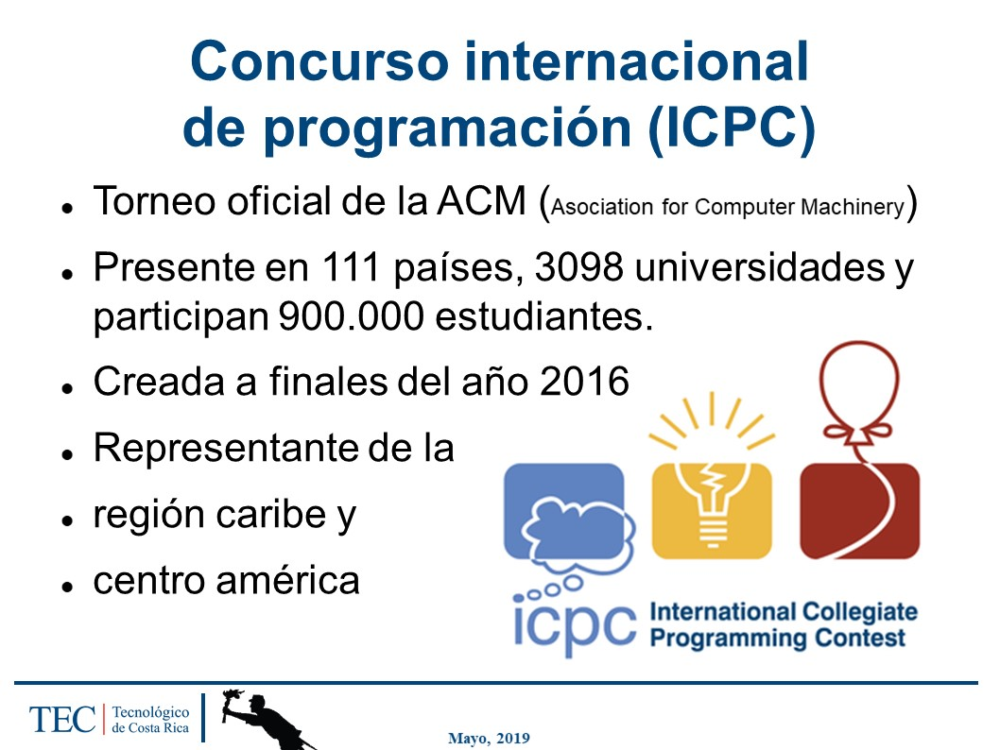 Concurso internacional
de programación (ICPC)
● Torneo oficial de la ACM (Asociation for Computer Machinery)
● Presente en 111 países, 3098 universidades y
participan 900.000 estudiantes.
● Creada a finales del año 2016
● Representante de la
● región caribe y
● centro américa
icpc International Collegiate
Programming Contest
TEC | Tecnológico
de Costa Rica
Mayo, 2019